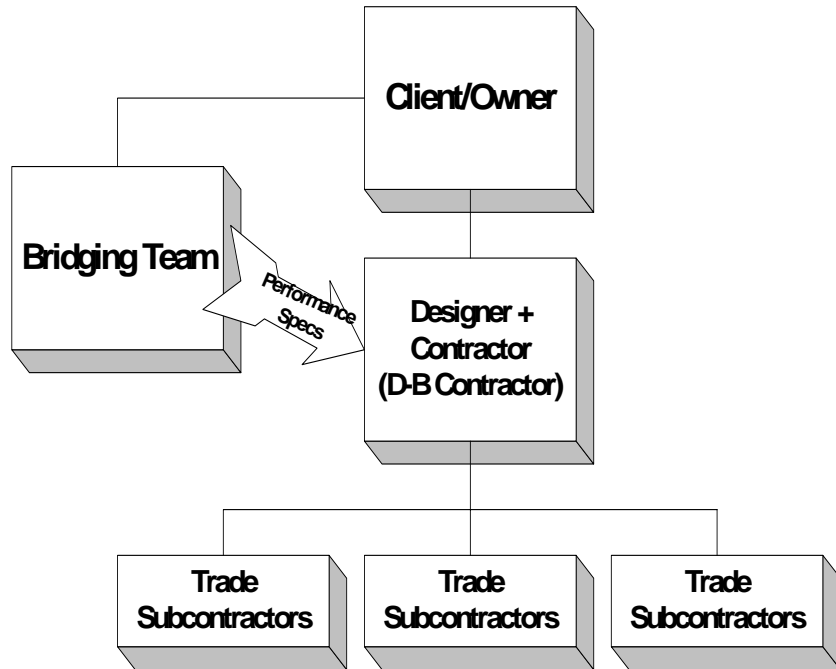 Client/Owner
Bridging Team
Performance
Specs
Designer +
Contractor
(D-B Contractor)
Trade
Subcontractors
Trade
Subcontractors
Trade
Subcontractors